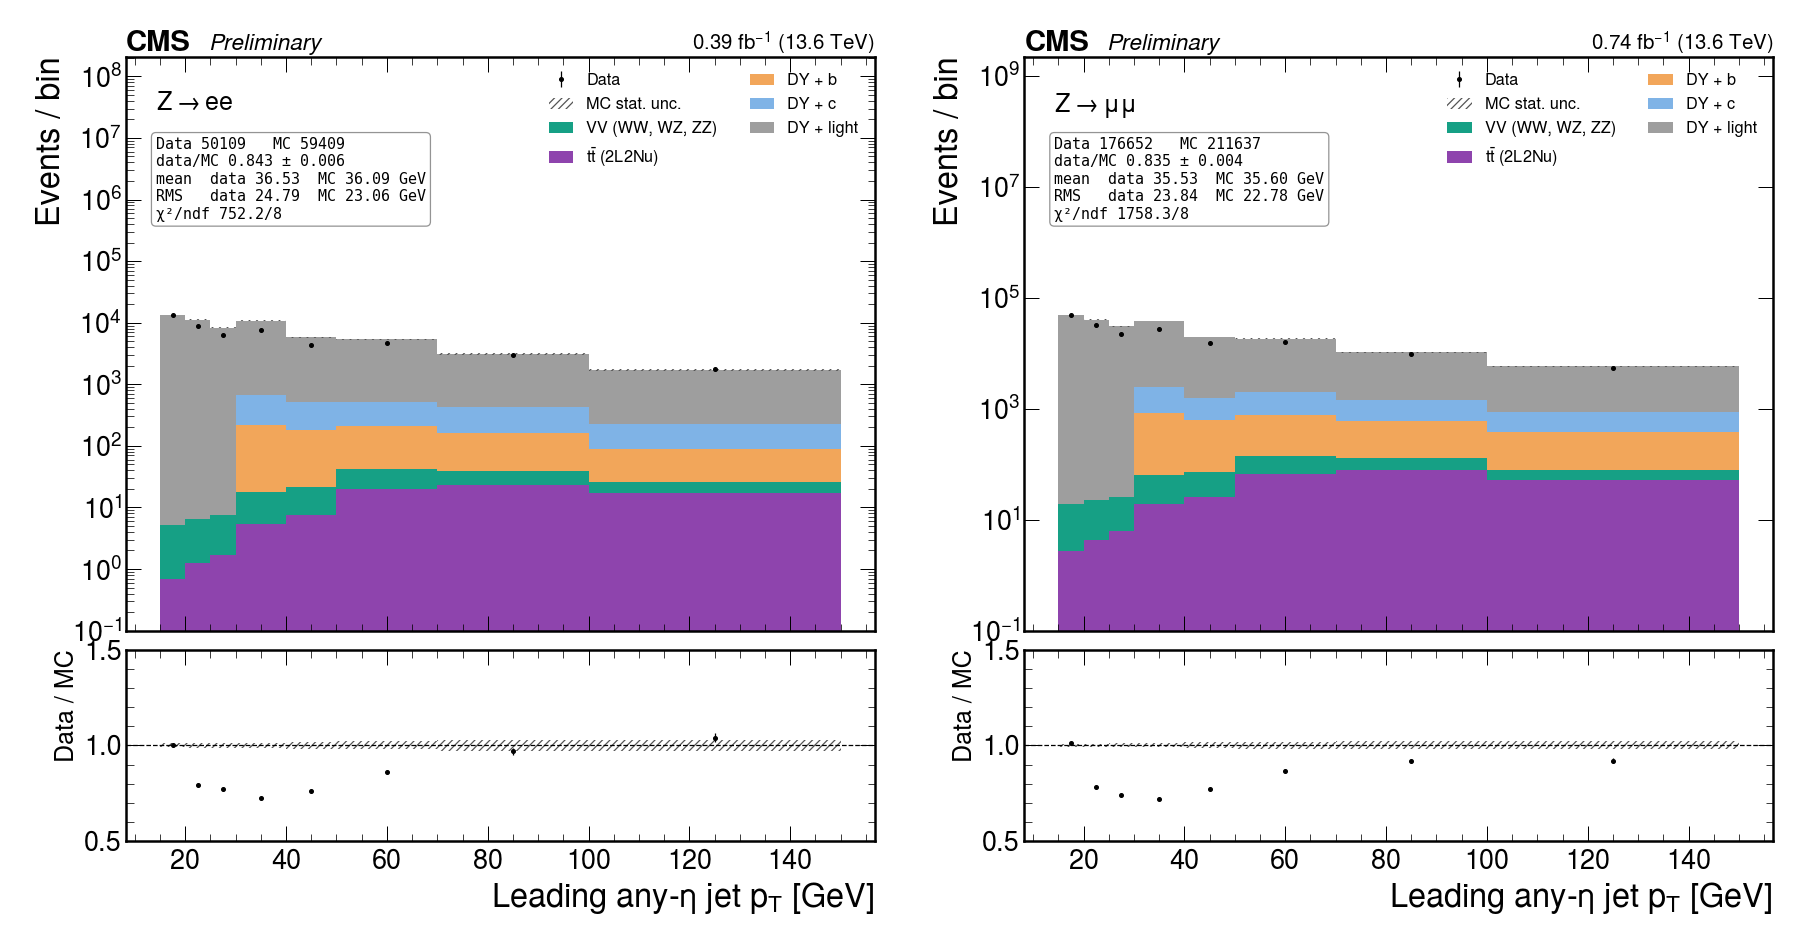 CMS Preliminary 0.39 fb⁻¹ (13.6 TeV)
Events / bin
10⁸
10⁷
10⁶
10⁵
10⁴
10³
10²
10¹
10⁰
10⁻¹
Z → ee
Data 50109 MC 59409
data/MC 0.843 ± 0.006
mean data 36.53 MC 36.09 GeV
RMS data 24.79 MC 23.06 GeV
χ²/ndf 752.2/8
Data
MC stat. unc.
VV (WW, WZ, ZZ)
tt̄ (2L2Nu)
DY + b
DY + c
DY + light
Data / MC
1.5
1.0
0.5
20 40 60 80 100 120 140
Leading any-η jet p_T [GeV]
CMS Preliminary 0.74 fb⁻¹ (13.6 TeV)
Events / bin
10⁹
10⁷
10⁵
10³
10¹
10⁻¹
Z → μμ
Data 176652 MC 211637
data/MC 0.835 ± 0.004
mean data 35.53 MC 35.60 GeV
RMS data 23.84 MC 22.78 GeV
χ²/ndf 1758.3/8
Data
MC stat. unc.
VV (WW, WZ, ZZ)
tt̄ (2L2Nu)
DY + b
DY + c
DY + light
Data / MC
1.5
1.0
0.5
20 40 60 80 100 120 140
Leading any-η jet p_T [GeV]